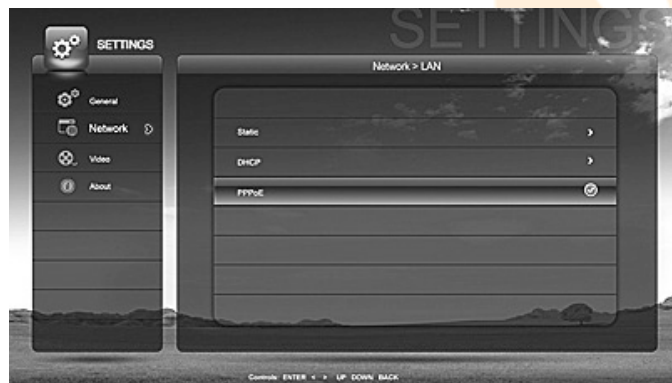 SETTINGS
SETTINGS
Network > LAN
General
Network
Video
About
Static
DHCP
PPPoE
Controls: ENTER < > UP DOWN BACK